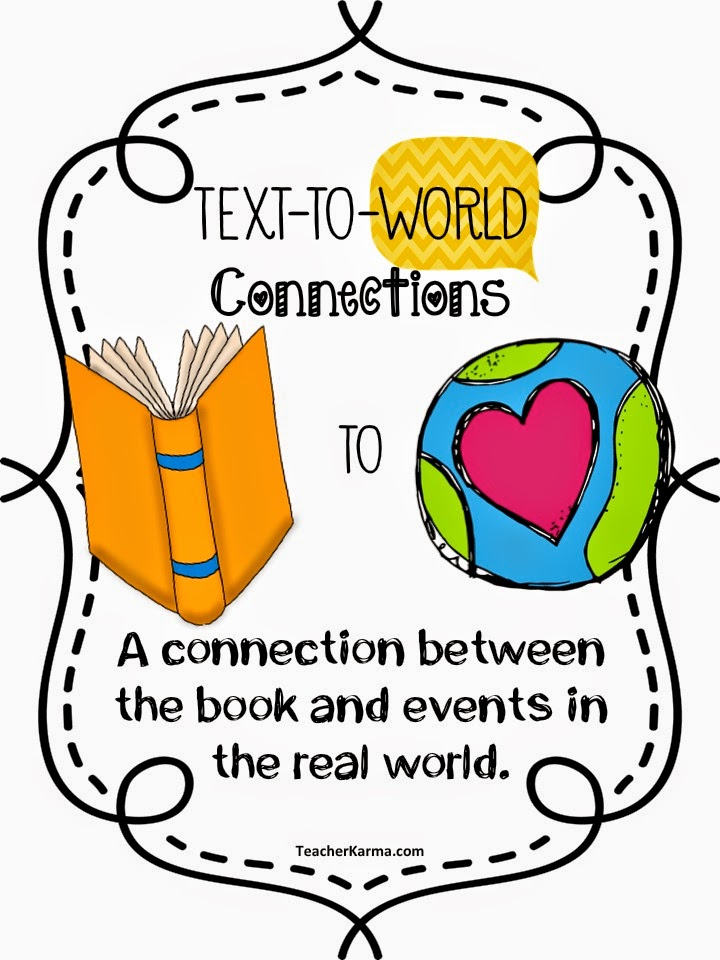 TEXT-TO-WORLD
Connections
TO
A connection between
the book and events in
the real world.
TeacherKarma.com